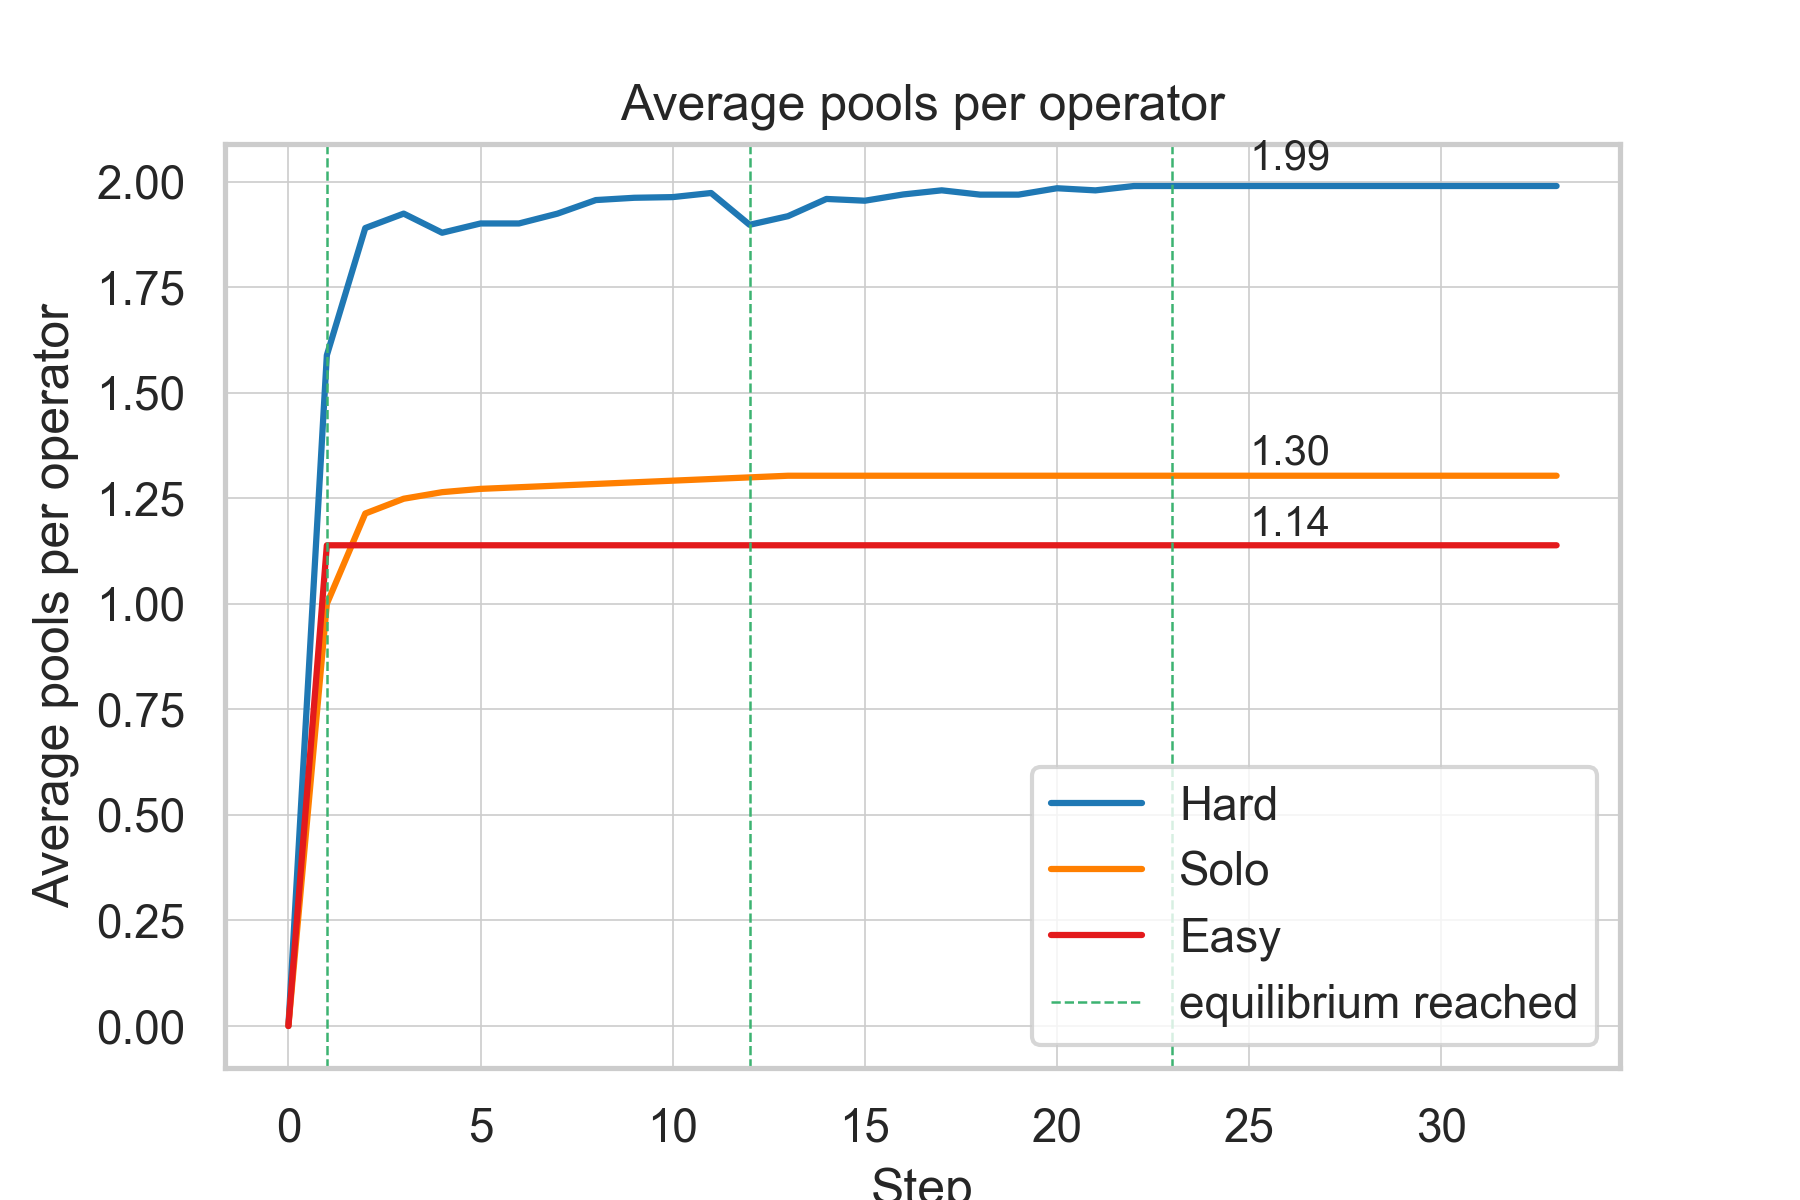 Average pools per operator
Average pools per operator
2.00
1.75
1.50
1.25
1.00
0.75
0.50
0.25
0.00
1.99
1.30
1.14
Hard
Solo
Easy
equilibrium reached
0 5 10 15 20 25 30
Step